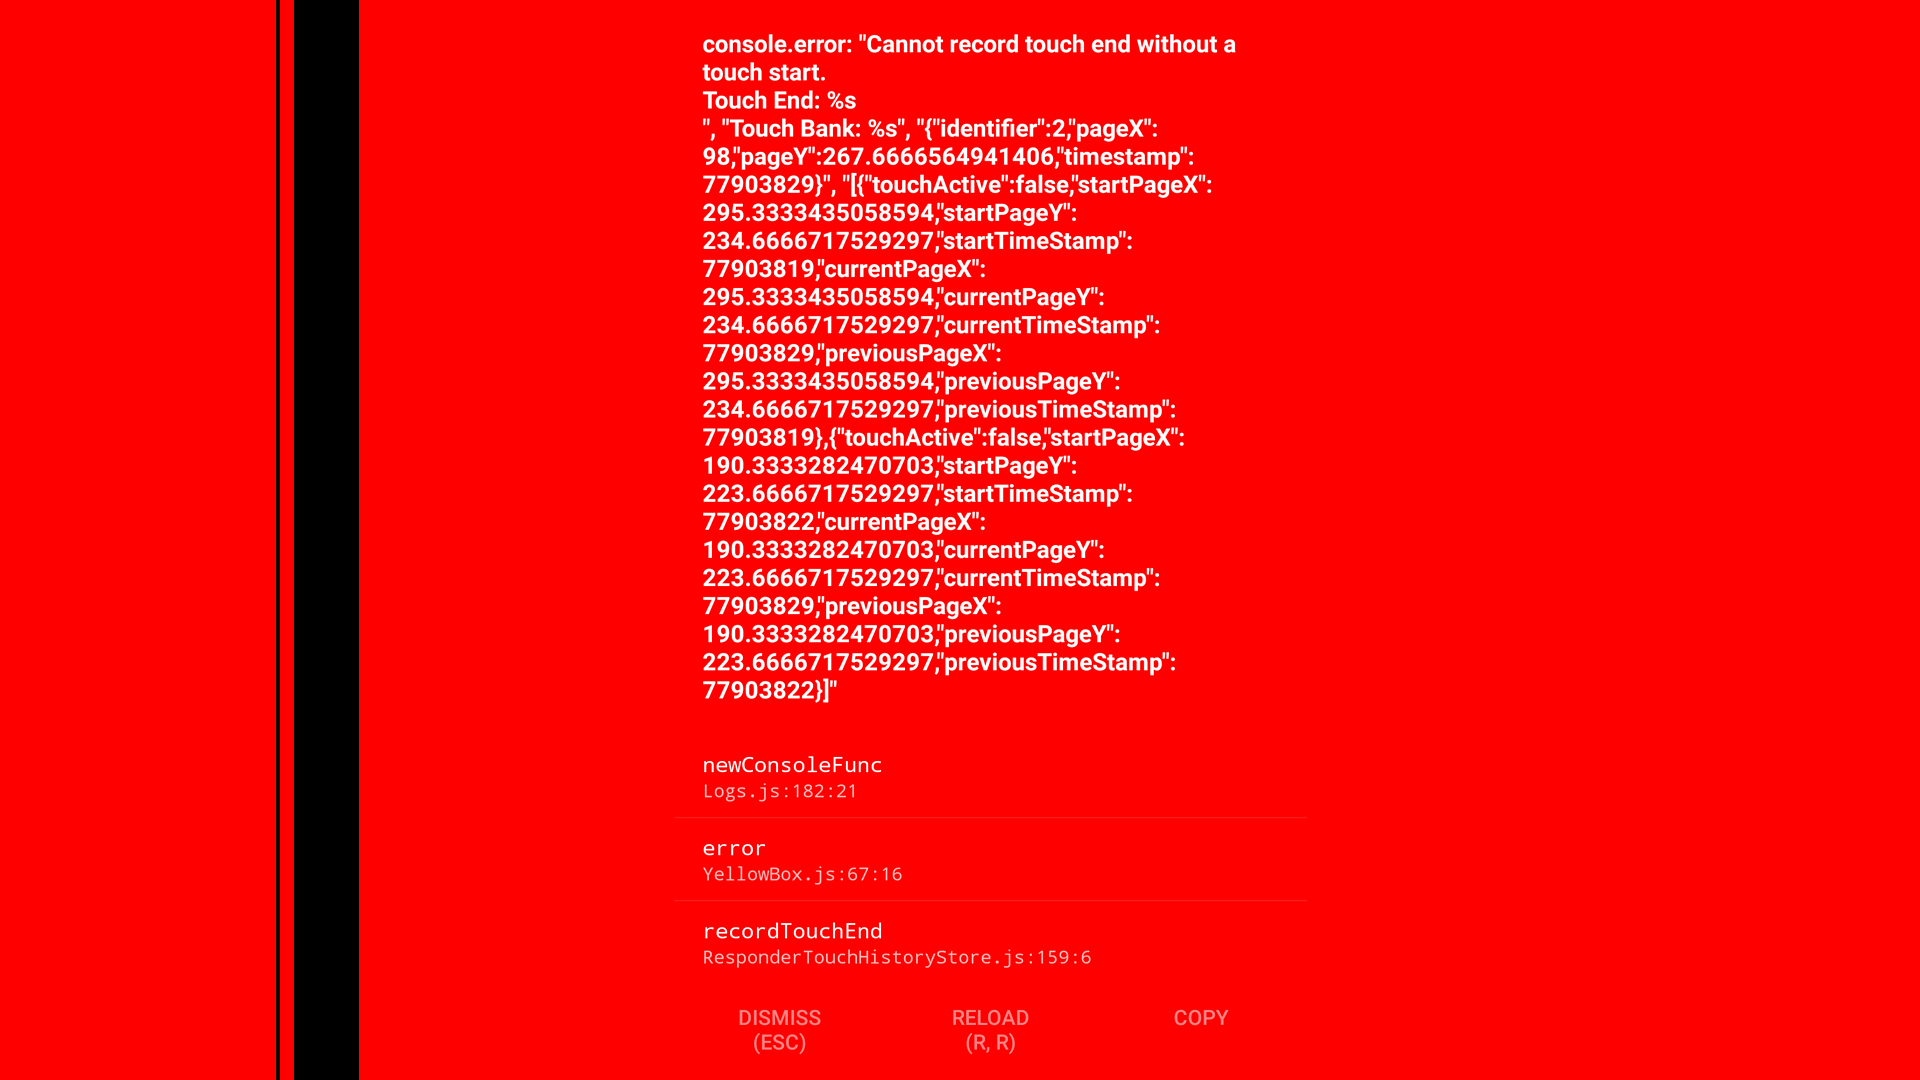 console.error: "Cannot record touch end without a
touch start.
Touch End: %s
", "Touch Bank: %s", "{"identifier":2,"pageX":
98,"pageY":267.6666564941406,"timestamp":
77903829}", "[{"touchActive":false,"startPageX":
295.3333435058594,"startPageY":
234.6666717529297,"startTimeStamp":
77903819,"currentPageX":
295.3333435058594,"currentPageY":
234.6666717529297,"currentTimeStamp":
77903829,"previousPageX":
295.3333435058594,"previousPageY":
234.6666717529297,"previousTimeStamp":
77903819},{"touchActive":false,"startPageX":
190.3333282470703,"startPageY":
223.6666717529297,"startTimeStamp":
77903822,"currentPageX":
190.3333282470703,"currentPageY":
223.6666717529297,"currentTimeStamp":
77903829,"previousPageX":
190.3333282470703,"previousPageY":
223.6666717529297,"previousTimeStamp":
77903822}]"
newConsoleFunc
Logs.js:182:21
error
YellowBox.js:67:16
recordTouchEnd
ResponderTouchHistoryStore.js:159:6
DISMISS
(ESC)
RELOAD
(R, R)
COPY